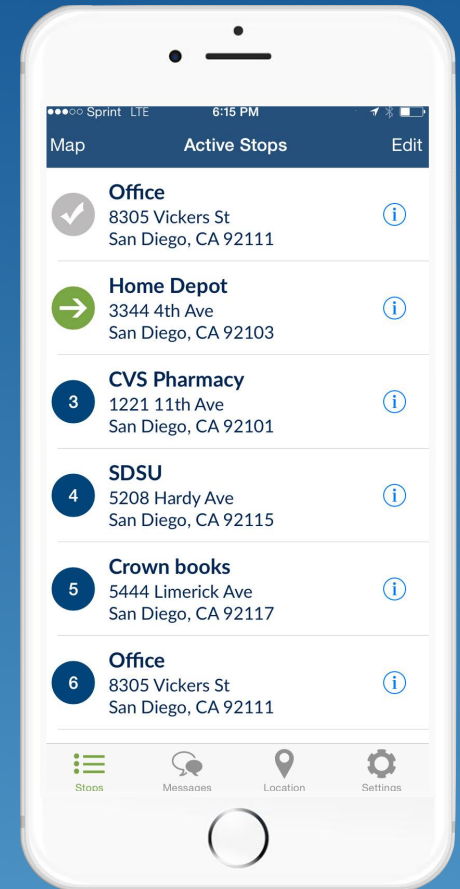 Sprint LTE 6:15 PM
Map Active Stops Edit
Office
8305 Vickers St
San Diego, CA 92111
Home Depot
3344 4th Ave
San Diego, CA 92103
3
CVS Pharmacy
1221 11th Ave
San Diego, CA 92101
4
SDSU
5208 Hardy Ave
San Diego, CA 92115
5
Crown books
5444 Limerick Ave
San Diego, CA 92117
6
Office
8305 Vickers St
San Diego, CA 92111
Stops Messages Location Settings